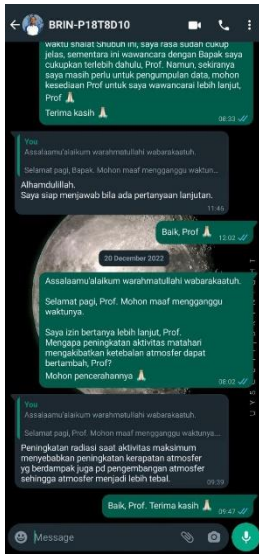 BRIN-P18T8D10
waktu shalat Shubuh ini, saya rasa sudah cukup
jelas, sementara ini wawancara dengan Bapak saya
cukupkan terlebih dahulu, Prof. Namun, sekiranya
saya masih perlu untuk pengumpulan data, mohon
kesediaan Prof untuk saya wawancarai lebih lanjut,
Prof 🙏🏻
Terima kasih 🙏🏻
08:33
You
Assalaamu'alaikum warahmatullahi wabarakaatuh.
Selamat pagi, Bapak. Mohon maaf mengganggu waktun...
Alhamdulillah.
Saya siap menjawab bila ada pertanyaan lanjutan.
11:46
Baik, Prof 🙏🏻
12:02
20 December 2022
Assalaamu'alaikum warahmatullahi wabarakaatuh.
Selamat pagi, Prof. Mohon maaf mengganggu
waktunya.
Saya izin bertanya lebih lanjut, Prof.
Mengapa peningkatan aktivitas matahari
mengakibatkan ketebalan atmosfer dapat
bertambah, Prof?
Mohon pencerahannya 🙏🏻
08:02
You
Assalaamu'alaikum warahmatullahi wabarakaatuh.
Selamat pagi, Prof. Mohon maaf mengganggu waktunya....
Peningkatan radiasi saat aktivitas maksimum
menyebabkan peningkatan kerapatan atmosfer
yg berdampak juga pd pengembangan atmosfer
sehingga atmosfer menjadi lebih tebal.
09:39
Baik, Prof. Terima kasih 🙏🏻
09:47
Message